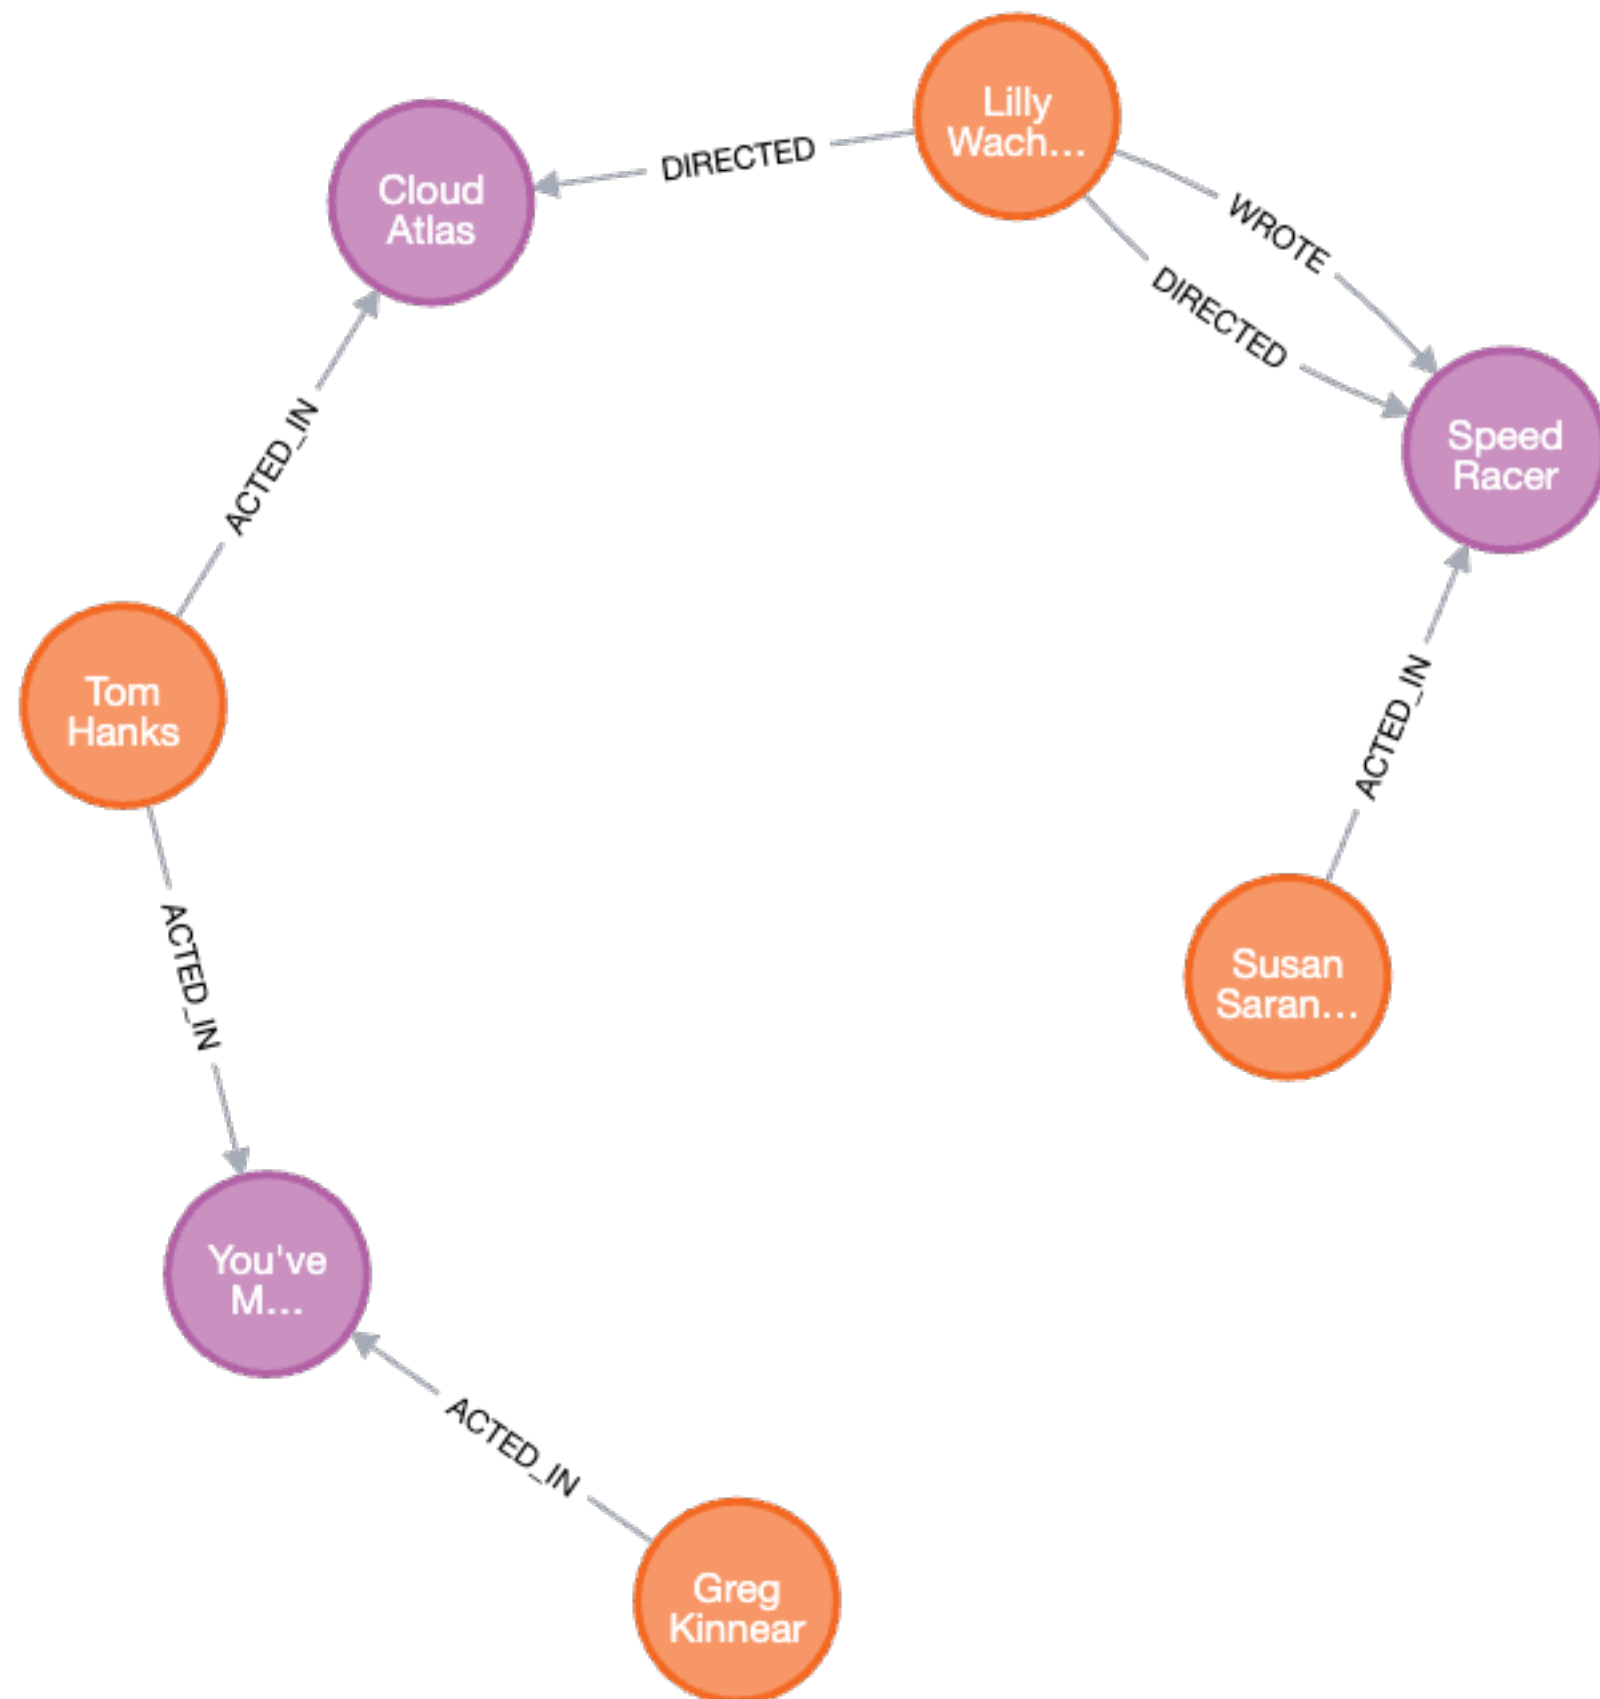 Lilly
Wach...
DIRECTED
Cloud
Atlas
WROTE
DIRECTED
Speed
Racer
ACTED_IN
Tom
Hanks
ACTED_IN
Susan
Saran...
ACTED_IN
You've
M...
ACTED_IN
Greg
Kinnear